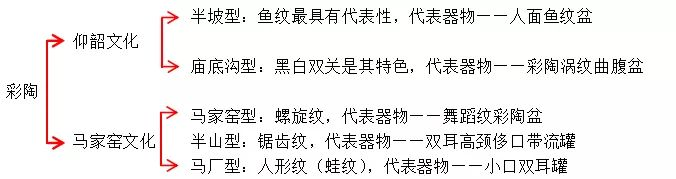 彩陶
仰韶文化
半坡型：鱼纹最具有代表性，代表器物——人面鱼纹盆
庙底沟型：黑白双关是其特色，代表器物——彩陶涡纹曲腹盆
马家窑文化
马家窑型：螺旋纹，代表器物——舞蹈纹彩陶盆
半山型：锯齿纹，代表器物——双耳高颈侈口带流罐
马厂型：人形纹（蛙纹），代表器物——小口双耳罐